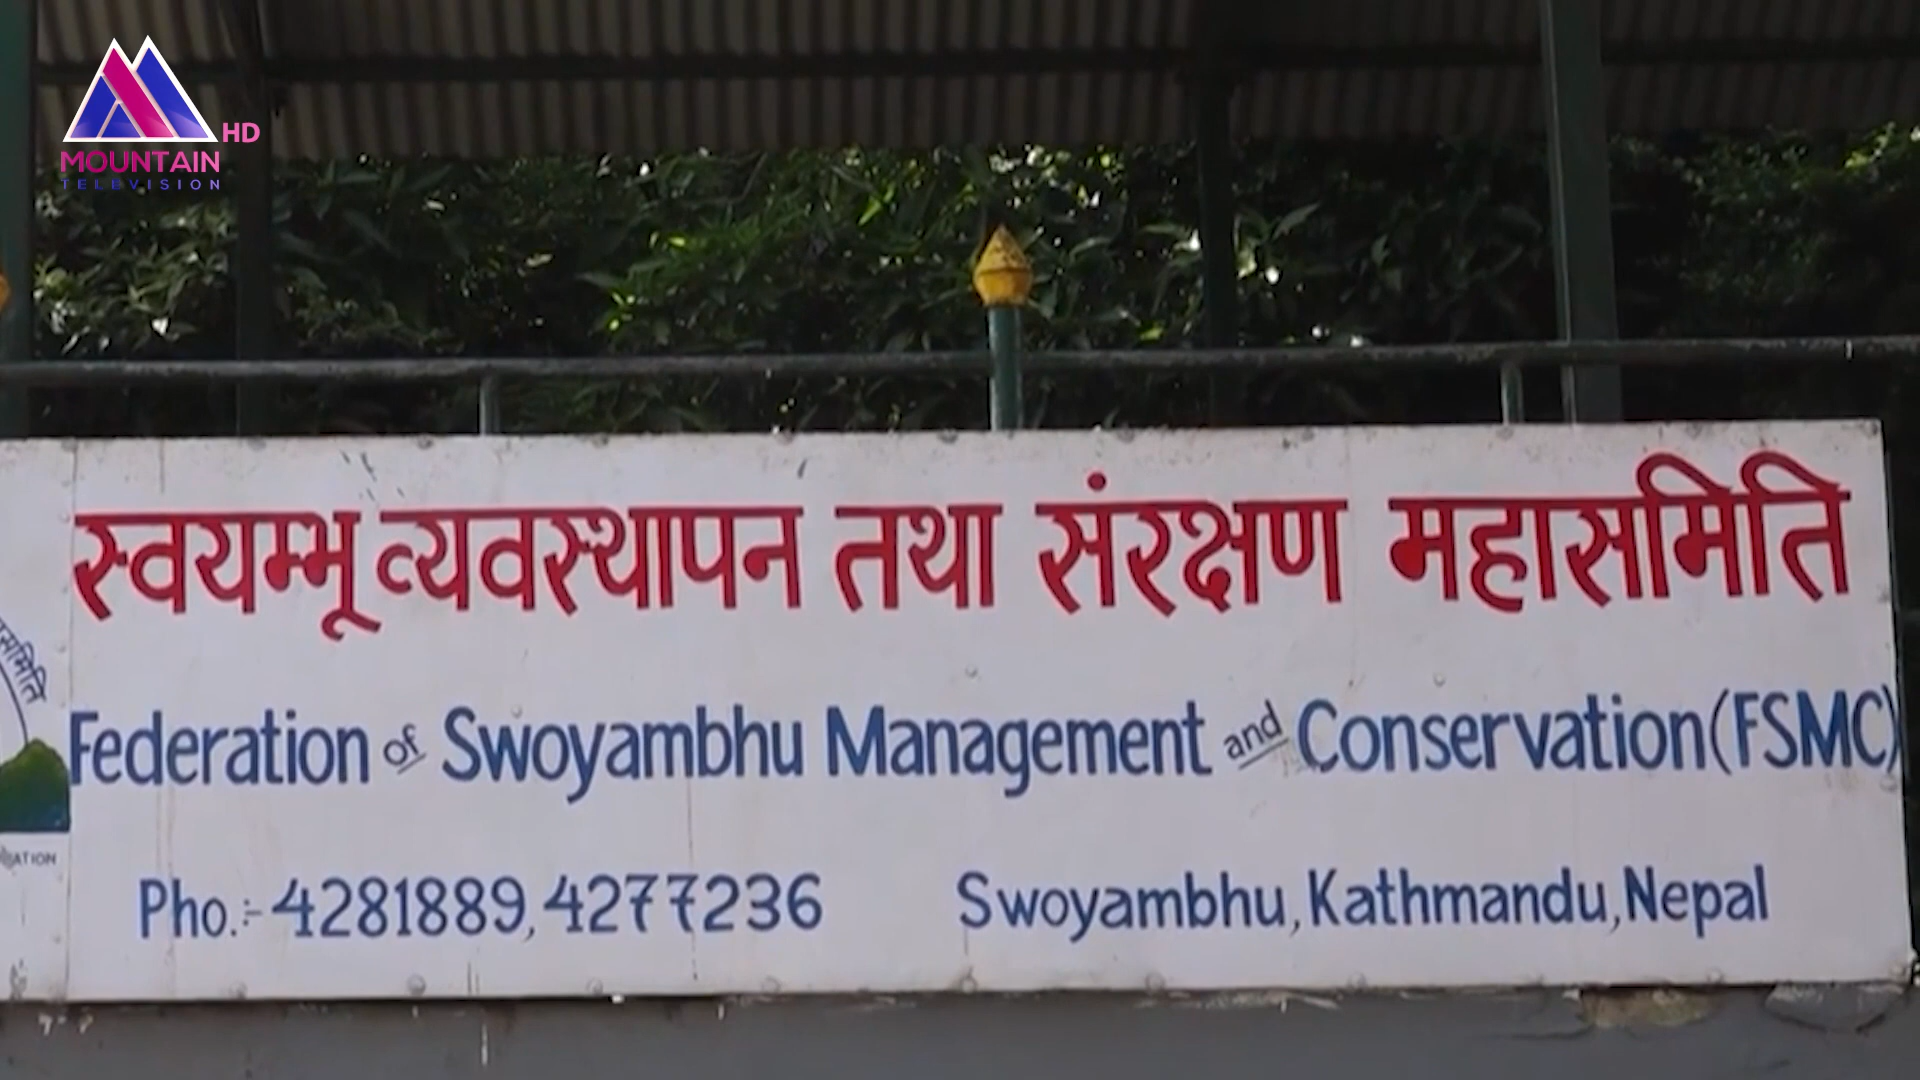 HD
MOUNTAIN
TELEVISION
स्वयम्भू व्यवस्थापन तथा संरक्षण महासमिति
Federation of Swoyambhu Management and Conservation (FSMC)
Pho.:- 4281889, 4277236 Swoyambhu, Kathmandu, Nepal